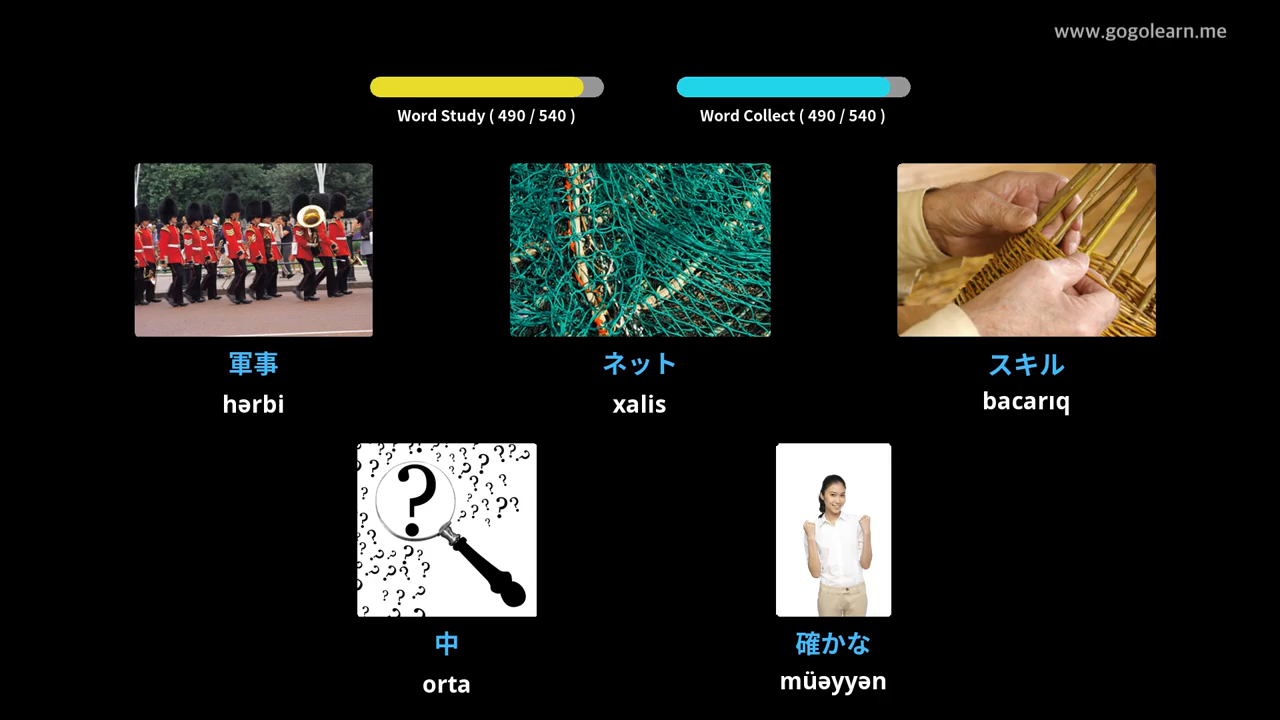 www.gogolearn.me
Word Study ( 490 / 540 )
Word Collect ( 490 / 540 )
軍事
hərbi
ネット
xalis
スキル
bacarıq
中
orta
確かな
müəyyən